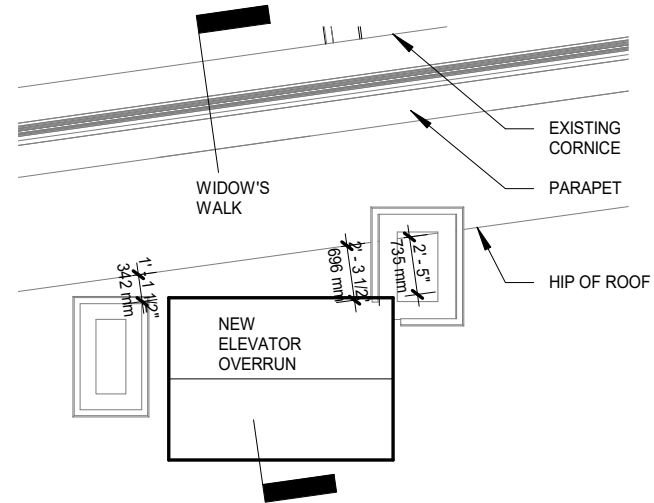 EXISTING
CORNICE
WIDOW'S
WALK
PARAPET
HIP OF ROOF
1' - 1 1/2"
342 mm
2' - 3 1/2"
696 mm
2' - 5"
735 mm
NEW
ELEVATOR
OVERRUN